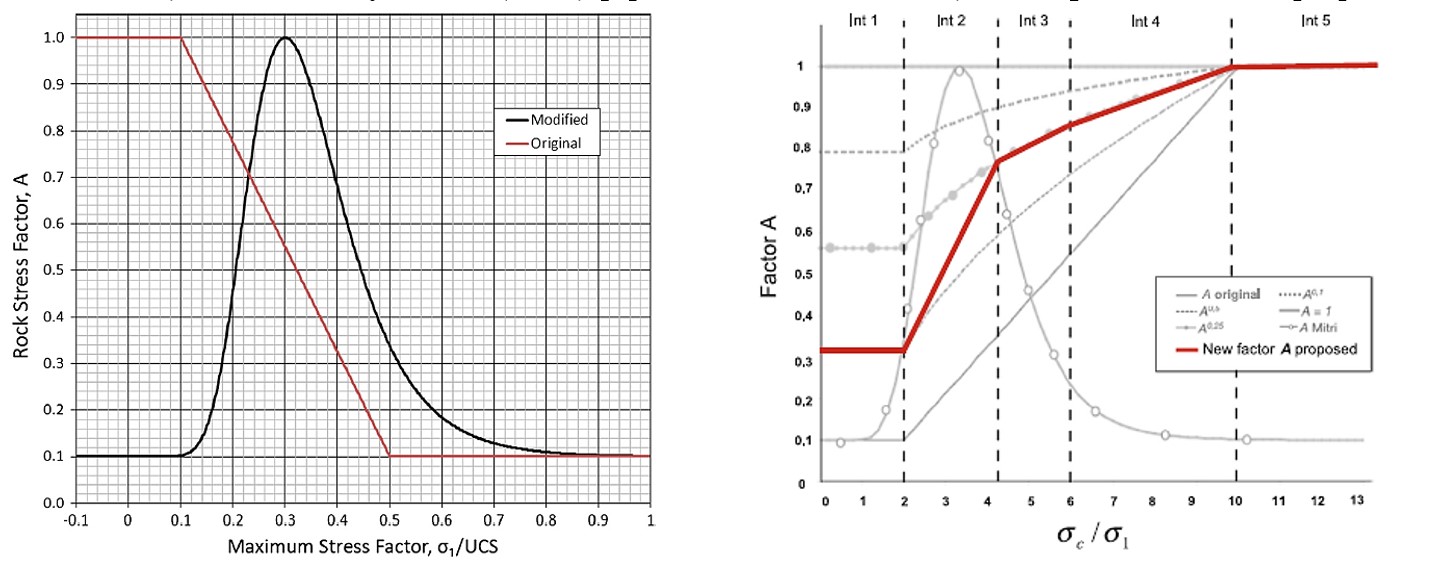 1.0
0.9
0.8
0.7
0.6
0.5
0.4
0.3
0.2
0.1
0.0
Rock Stress Factor, A
Modified
Original
-0.1 0 0.1 0.2 0.3 0.4 0.5 0.6 0.7 0.8 0.9 1
Maximum Stress Factor, σ₁/UCS
Int 1 Int 2 Int 3 Int 4 Int 5
1
0.9
0.8
0,7
0.6
0.5
0,4
0.3
0,2
0,1
0
Factor A
A original A^0,1
A = 1
A^0.25 A Mitri
New factor A proposed
0 1 2 3 4 5 6 7 8 9 10 11 12 13
σc / σ1